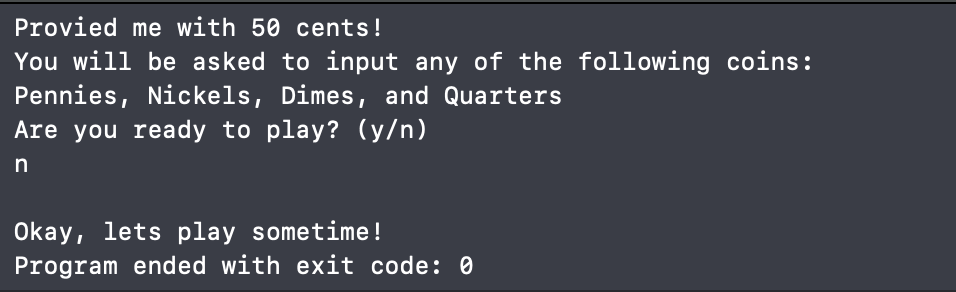 Provied me with 50 cents!
You will be asked to input any of the following coins:
Pennies, Nickels, Dimes, and Quarters
Are you ready to play? (y/n)
n
Okay, lets play sometime!
Program ended with exit code: 0